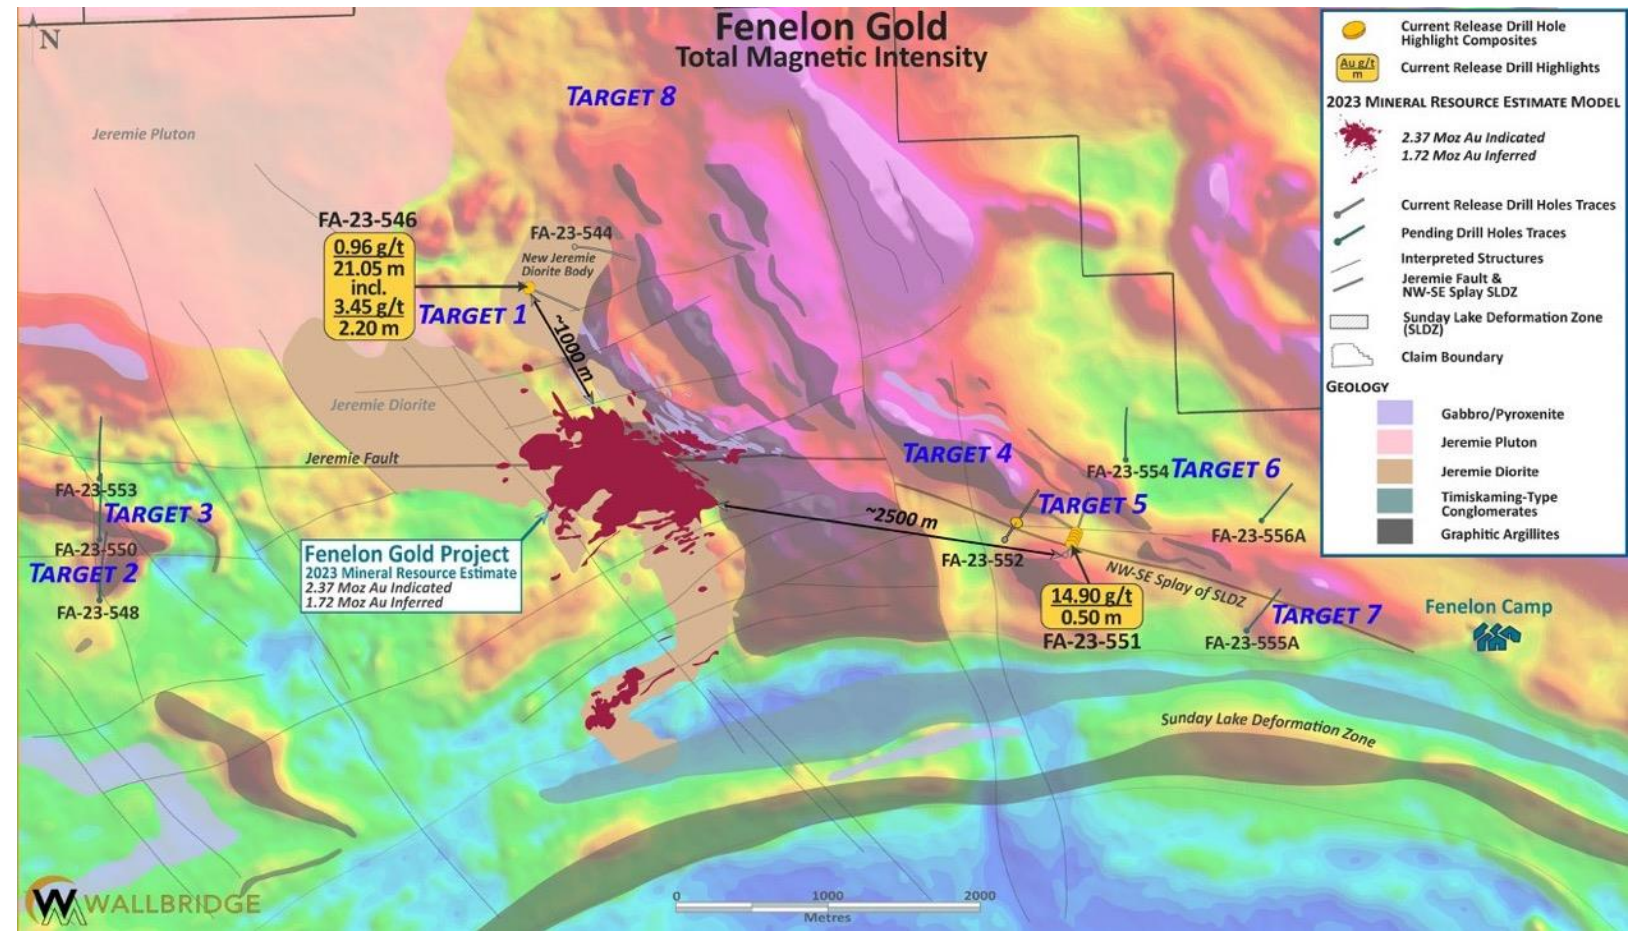 Fenelon Gold
Total Magnetic Intensity
N
TARGET 8
Jeremie Pluton
FA-23-546
0.96 g/t
21.05 m
incl.
3.45 g/t
2.20 m
FA-23-544
New Jeremie
Diorite Body
TARGET 1
~1000 m
Jeremie Diorite
Jeremie Fault
TARGET 4
FA-23-554
TARGET 6
FA-23-553
TARGET 3
FA-23-550
TARGET 2
FA-23-548
TARGET 5
~2500 m
FA-23-552
FA-23-556A
Fenelon Gold Project
2023 Mineral Resource Estimate
2.37 Moz Au Indicated
1.72 Moz Au Inferred
NW-SE Splay of SLDZ
14.90 g/t
0.50 m
FA-23-551
TARGET 7
FA-23-555A
Fenelon Camp
Sunday Lake Deformation Zone
WALLBRIDGE
0 1000 2000
Metres
Current Release Drill Hole
Highlight Composites
Au g/t
m
Current Release Drill Highlights
2023 MINERAL RESOURCE ESTIMATE MODEL
2.37 Moz Au Indicated
1.72 Moz Au Inferred
Current Release Drill Holes Traces
Pending Drill Holes Traces
Interpreted Structures
Jeremie Fault &
NW-SE Splay SLDZ
Sunday Lake Deformation Zone
(SLDZ)
Claim Boundary
GEOLOGY
Gabbro/Pyroxenite
Jeremie Pluton
Jeremie Diorite
Timiskaming-Type
Conglomerates
Graphitic Argillites